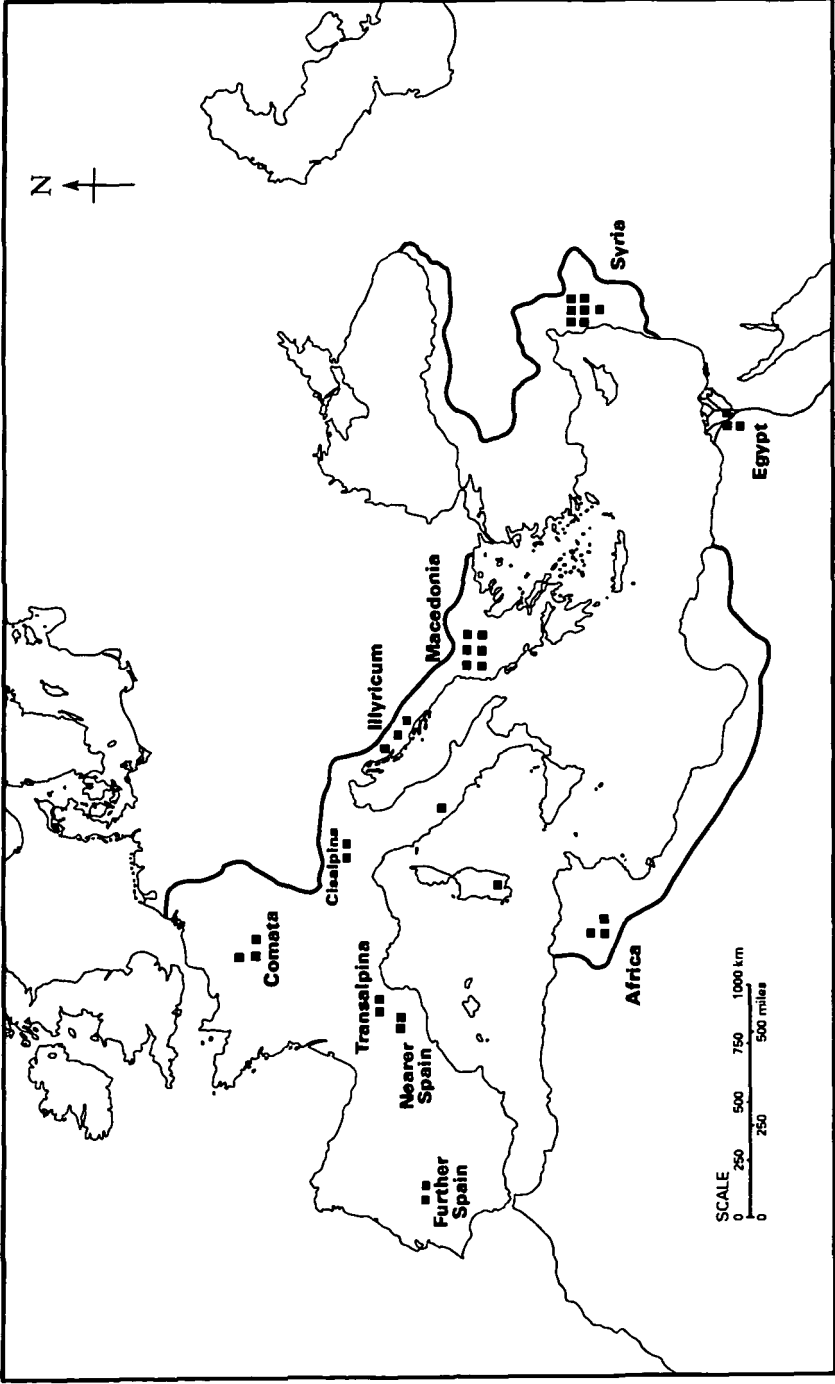 N
Comata
Cisalpina
Illyricum
Macedonia
Transalpina
Nearer
Spain
Further
Spain
Syria
Africa
Egypt
SCALE
0 250 500 750 1000 km
0 250 500 miles